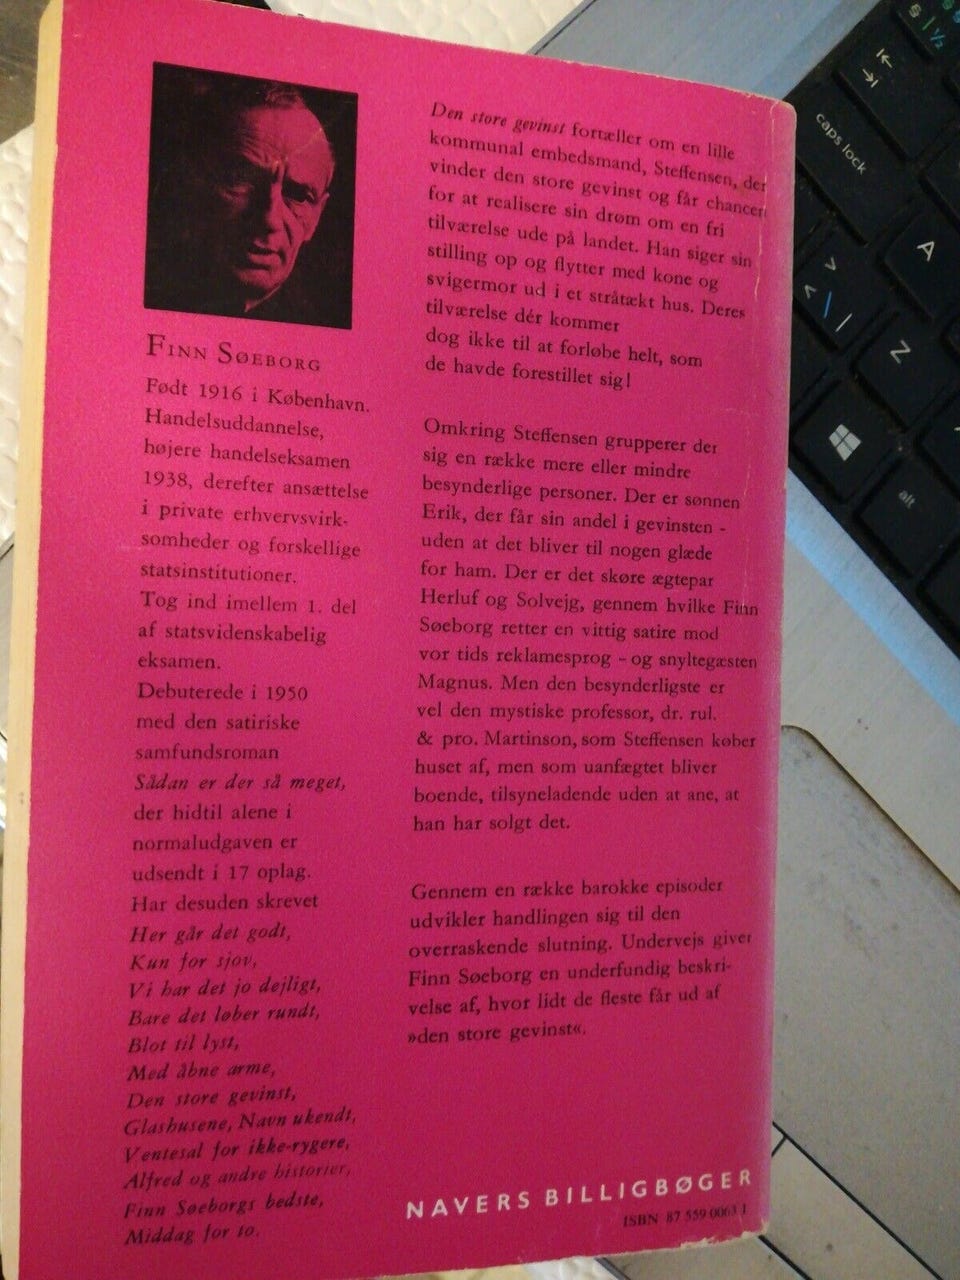 FINN SØEBORG
Født 1916 i København.
Handelsuddannelse,
højere handelseksamen
1938, derefter ansættelse
i private erhvervsvirk-
somheder og forskellige
statsinstitutioner.
Tog ind imellem 1. del
af statsvidenskabelig
eksamen.
Debuterede i 1950
med den satiriske
samfundsroman
Sådan er der så meget,
der hidtil alene i
normaludgaven er
udsendt i 17 oplag.
Har desuden skrevet
Her går det godt,
Kun for sjov,
Vi har det jo dejligt,
Bare det løber rundt,
Blot til lyst,
Med åbne arme,
Den store gevinst,
Glashusene, Navn ukendt,
Ventesal for ikke-rygere,
Alfred og andre historier,
Finn Søeborgs bedste,
Middag for to.
Den store gevinst fortæller om en lille
kommunal embedsmand, Steffensen, der
vinder den store gevinst og får chancen
for at realisere sin drøm om en fri
tilværelse ude på landet. Han siger sin
stilling op og flytter med kone og
svigermor ud i et stråtækt hus. Deres
tilværelse dér kommer
dog ikke til at forløbe helt, som
de havde forestillet sig!
Omkring Steffensen grupperer der
sig en række mere eller mindre
besynderlige personer. Der er sønnen
Erik, der får sin andel i gevinsten -
uden at det bliver til nogen glæde
for ham. Der er det skøre ægtepar
Herluf og Solvejg, gennem hvilke Finn
Søeborg retter en vittig satire mod
vor tids reklamesprog - og snyltegæsten
Magnus. Men den besynderligste er
vel den mystiske professor, dr. rul.
& pro. Martinson, som Steffensen køber
huset af, men som uanfægtet bliver
boende, tilsyneladende uden at ane, at
han har solgt det.
Gennem en række barokke episoder
udvikler handlingen sig til den
overraskende slutning. Undervejs giver
Finn Søeborg en underfundig beskri-
velse af, hvor lidt de fleste får ud af
»den store gevinst«.
NAVERS BILLIGBØGER
ISBN 87 559 0063 1
caps lock
A
Z
alt
§
½
>
<
\